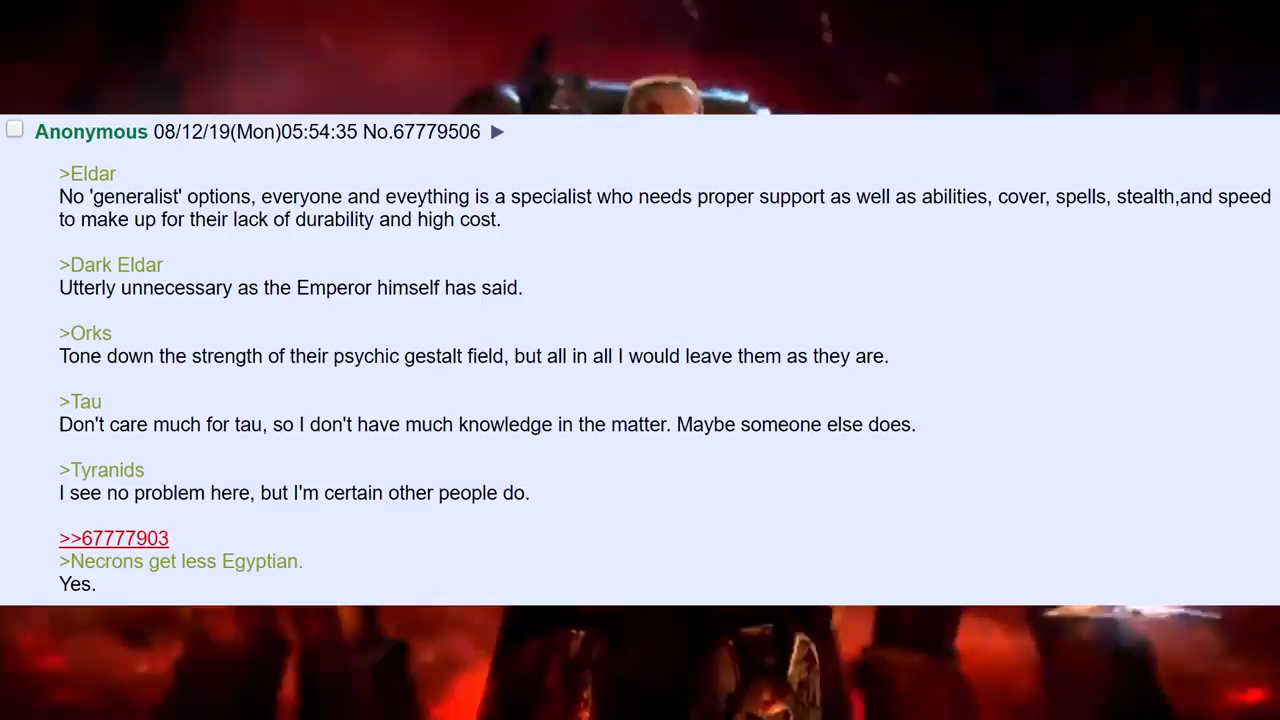 Anonymous 08/12/19(Mon)05:54:35 No.67779506 ▶
>Eldar
No 'generalist' options, everyone and eveything is a specialist who needs proper support as well as abilities, cover, spells, stealth,and speed
to make up for their lack of durability and high cost.
>Dark Eldar
Utterly unnecessary as the Emperor himself has said.
>Orks
Tone down the strength of their psychic gestalt field, but all in all I would leave them as they are.
>Tau
Don't care much for tau, so I don't have much knowledge in the matter. Maybe someone else does.
>Tyranids
I see no problem here, but I'm certain other people do.
>>67777903
>Necrons get less Egyptian.
Yes.